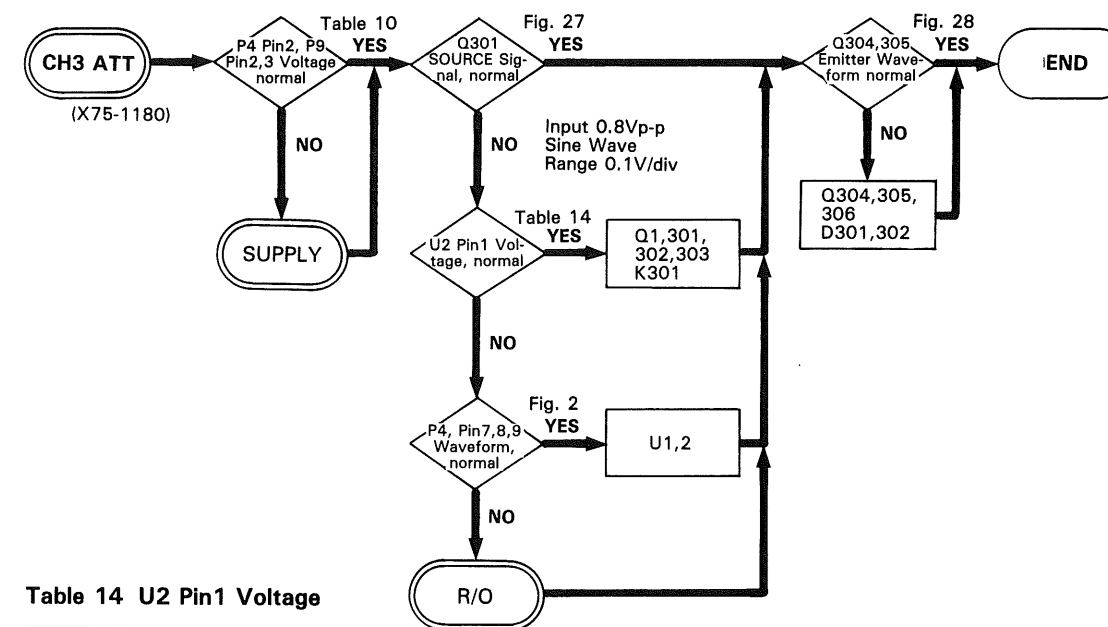 CH3 ATT
(X75-1180)
P4 Pin2, P9
Pin2,3 Voltage
normal
Table 10
YES
NO
SUPPLY
Q301
SOURCE Sig-
nal, normal
Fig. 27
YES
NO
Input 0.8Vp-p
Sine Wave
Range 0.1V/div
U2 Pin1 Vol-
tage, normal
Table 14
YES
Q1,301,
302,303
K301
NO
P4, Pin7,8,9
Waveform,
normal
Fig. 2
YES
U1,2
NO
R/O
Q304,305
Emitter Wave-
form normal
Fig. 28
YES
NO
Q304,305,
306
D301,302
END
Table 14 U2 Pin1 Voltage